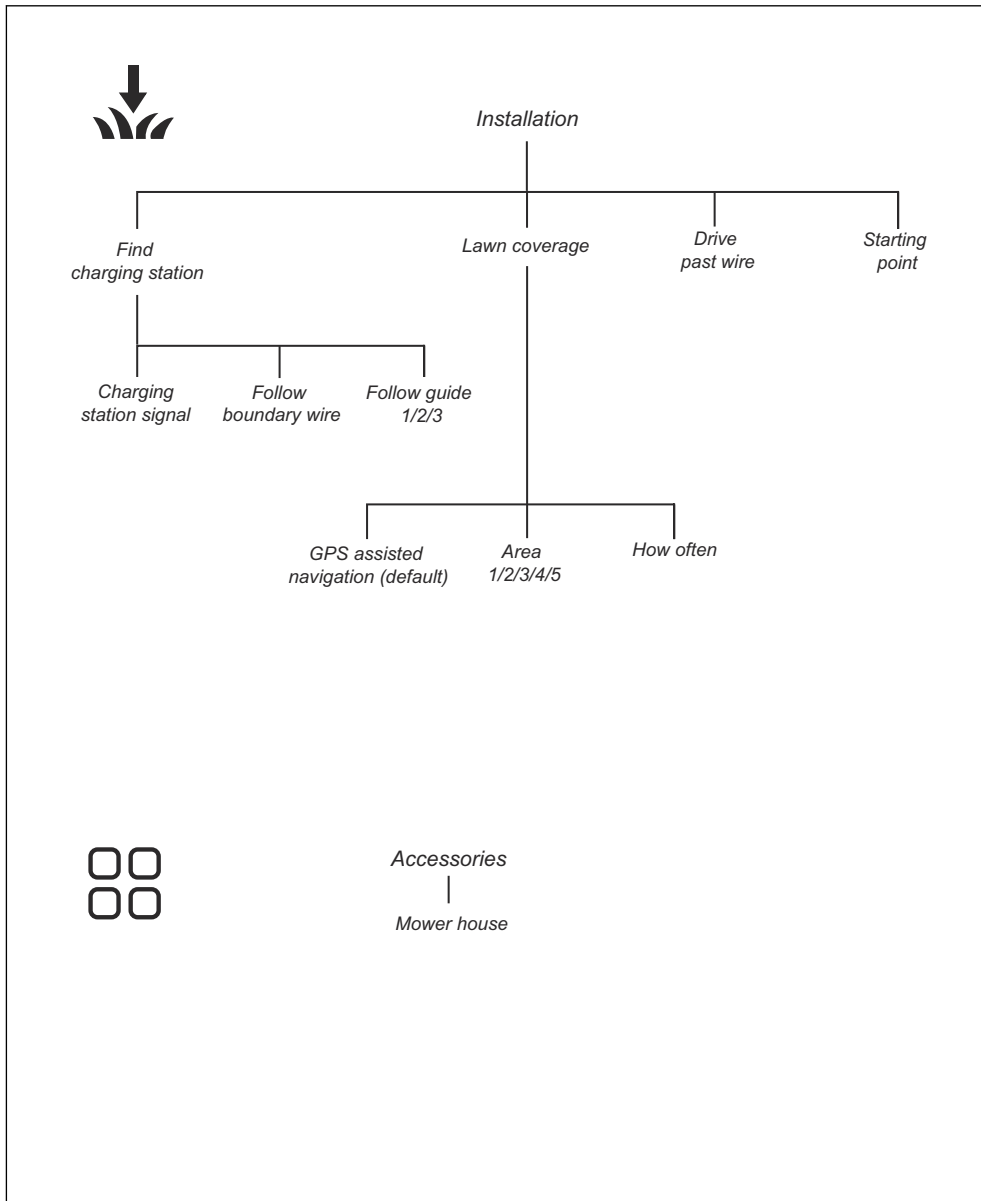 Installation
Find
charging station
Lawn coverage
Drive
past wire
Starting
point
Charging
station signal
Follow
boundary wire
Follow guide
1/2/3
GPS assisted
navigation (default)
Area
1/2/3/4/5
How often
Accessories
Mower house